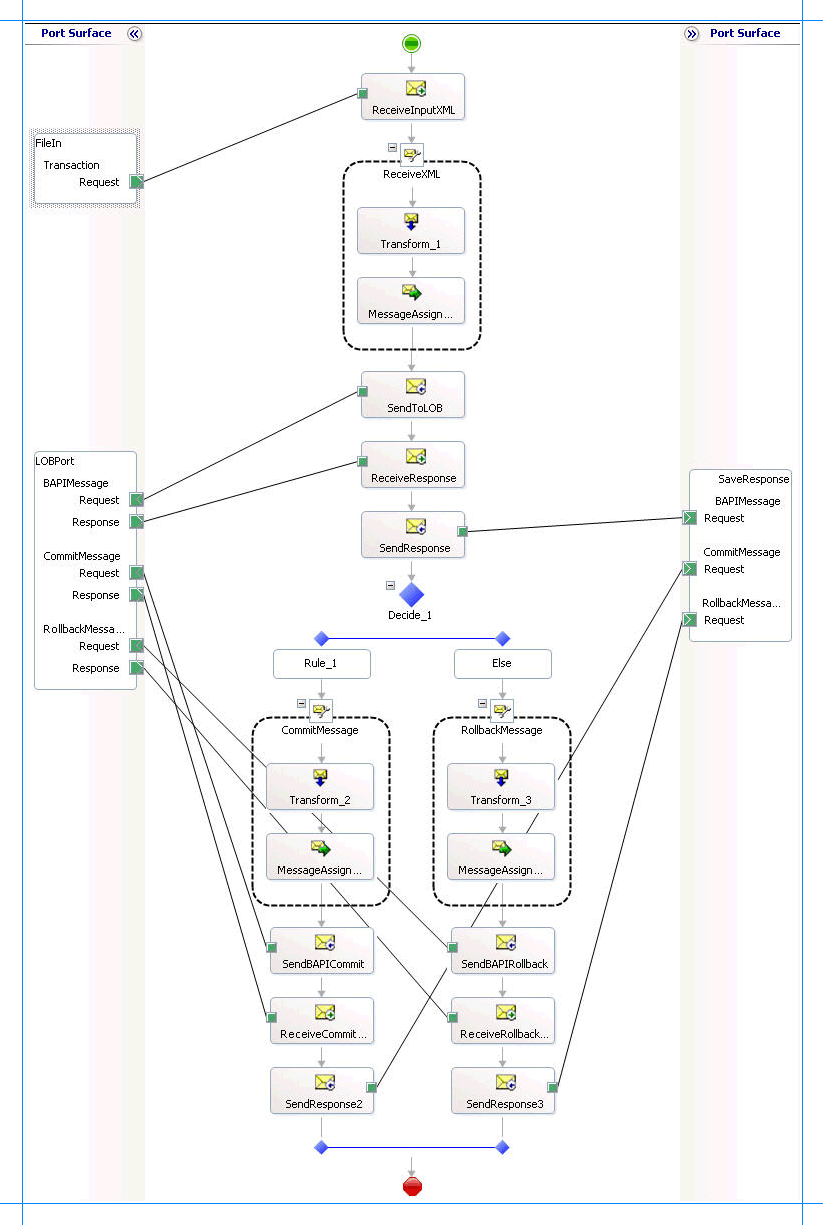 Port Surface
Port Surface
ReceiveInputXML
FileIn
Transaction
Request
ReceiveXML
Transform_1
MessageAssign...
SendToLOB
LOBPort
BAPIMessage
Request
Response
CommitMessage
Request
Response
RollbackMessa...
Request
Response
ReceiveResponse
SendResponse
SaveResponse
BAPIMessage
Request
CommitMessage
Request
RollbackMessa...
Request
Decide_1
Rule_1
Else
CommitMessage
RollbackMessage
Transform_2
Transform_3
MessageAssign...
MessageAssign...
SendBAPICommit
SendBAPIRollback
ReceiveCommit...
ReceiveRollback...
SendResponse2
SendResponse3